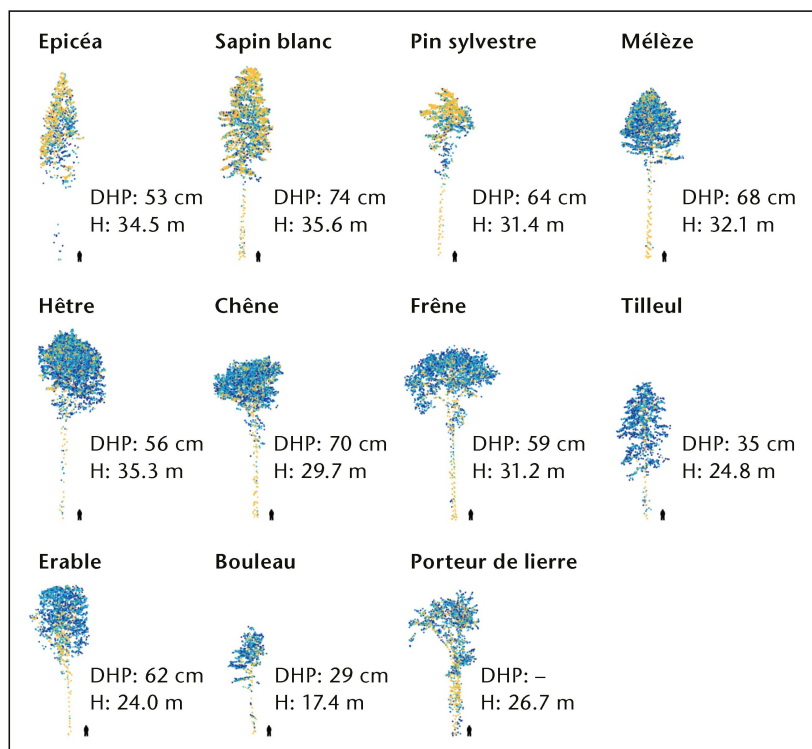 Epicéa
Sapin blanc
Pin sylvestre
Mélèze
DHP: 53 cm
H: 34.5 m
DHP: 74 cm
H: 35.6 m
DHP: 64 cm
H: 31.4 m
DHP: 68 cm
H: 32.1 m
Hêtre
Chêne
Frêne
Tilleul
DHP: 56 cm
H: 35.3 m
DHP: 70 cm
H: 29.7 m
DHP: 59 cm
H: 31.2 m
DHP: 35 cm
H: 24.8 m
Erable
Bouleau
Porteur de lierre
DHP: 62 cm
H: 24.0 m
DHP: 29 cm
H: 17.4 m
DHP: –
H: 26.7 m